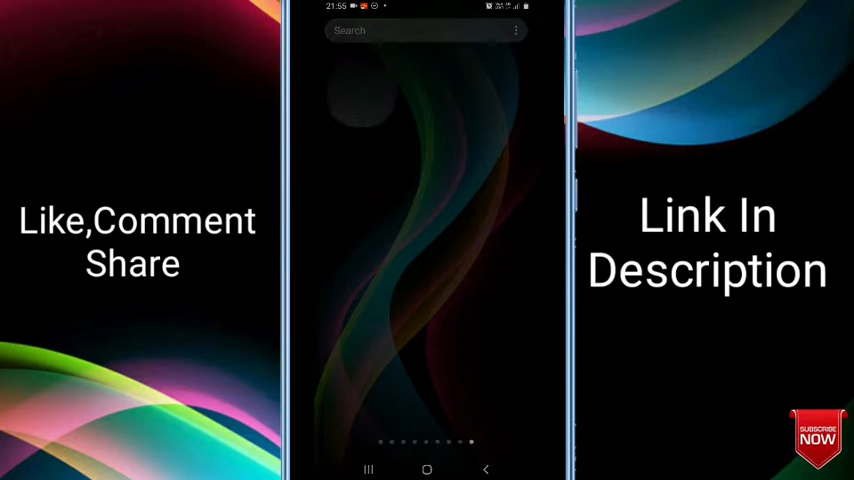 21:55
Search
Like,Comment
Share
Link In
Description
SUBSCRIBE
NOW